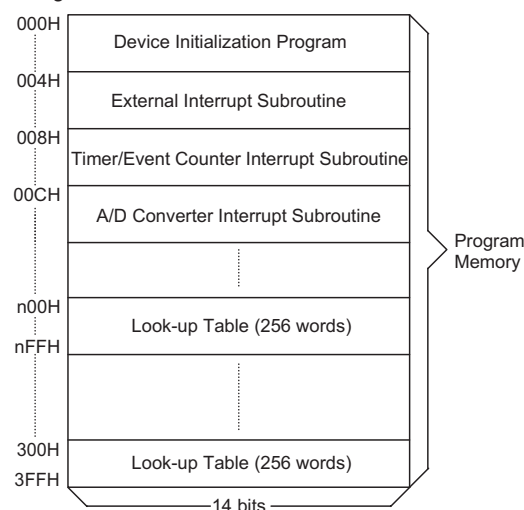 000H
Device Initialization Program
004H
External Interrupt Subroutine
008H
Timer/Event Counter Interrupt Subroutine
00CH
A/D Converter Interrupt Subroutine
Program
Memory
n00H
Look-up Table (256 words)
nFFH
300H
Look-up Table (256 words)
3FFH
14 bits